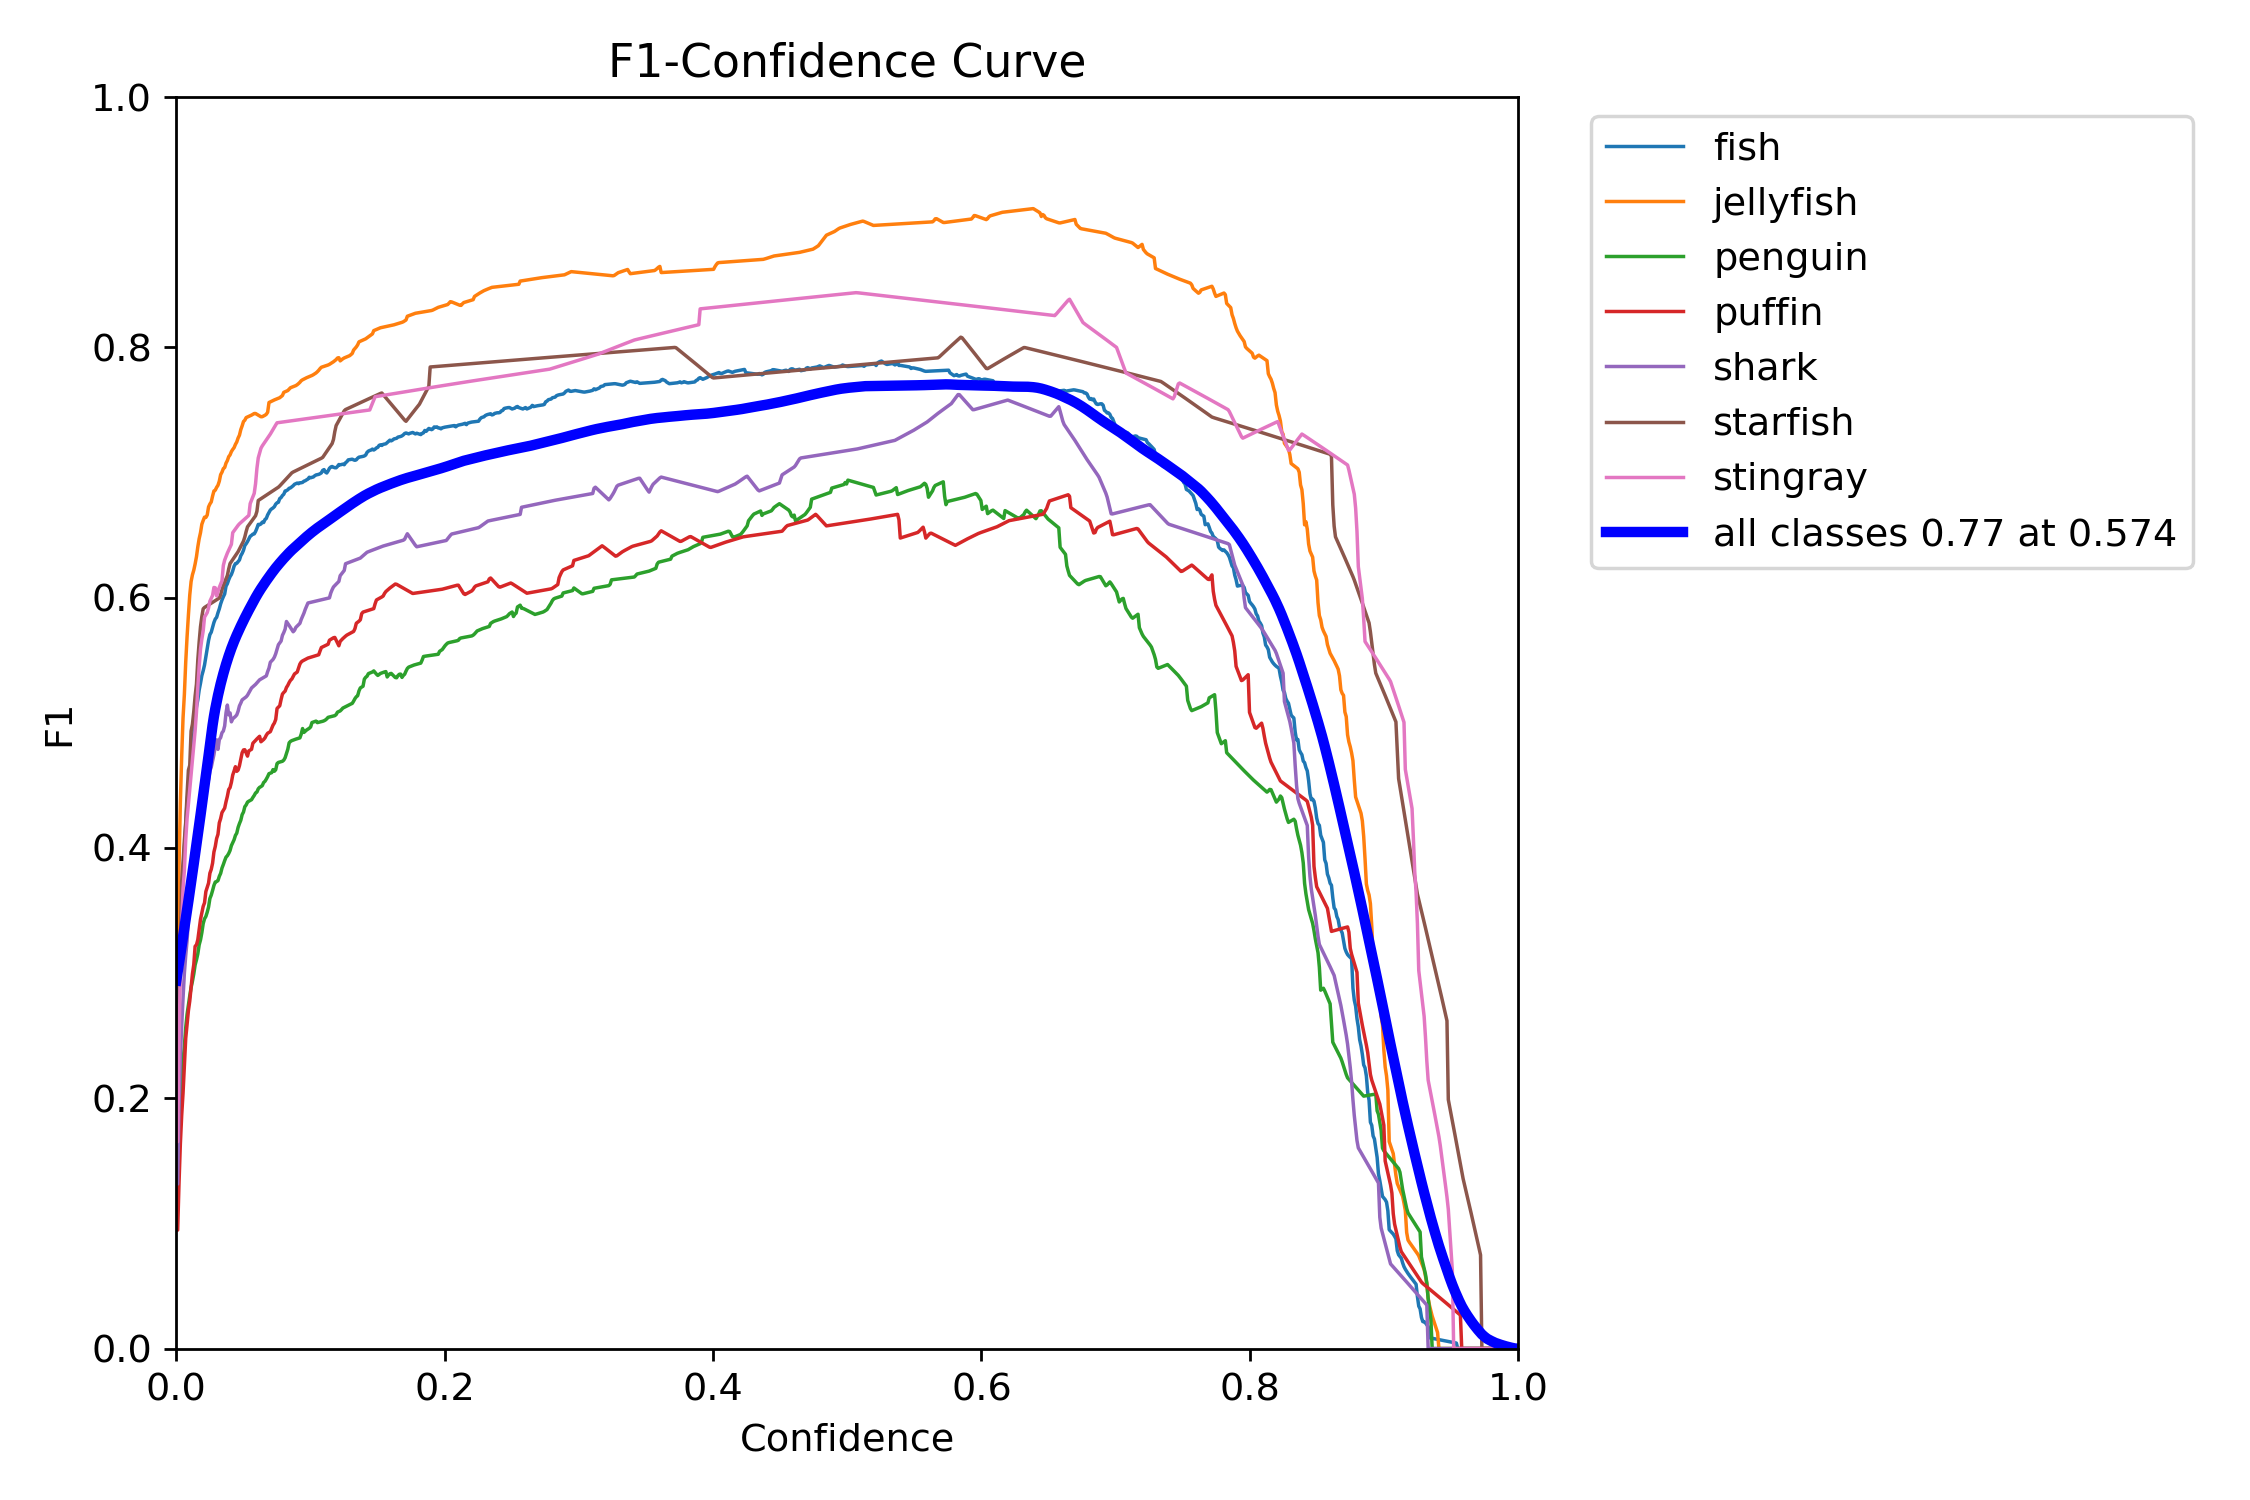 F1-Confidence Curve
1.0
0.8
0.6
0.4
0.2
0.0
F1
0.0 0.2 0.4 0.6 0.8 1.0
Confidence
fish
jellyfish
penguin
puffin
shark
starfish
stingray
all classes 0.77 at 0.574